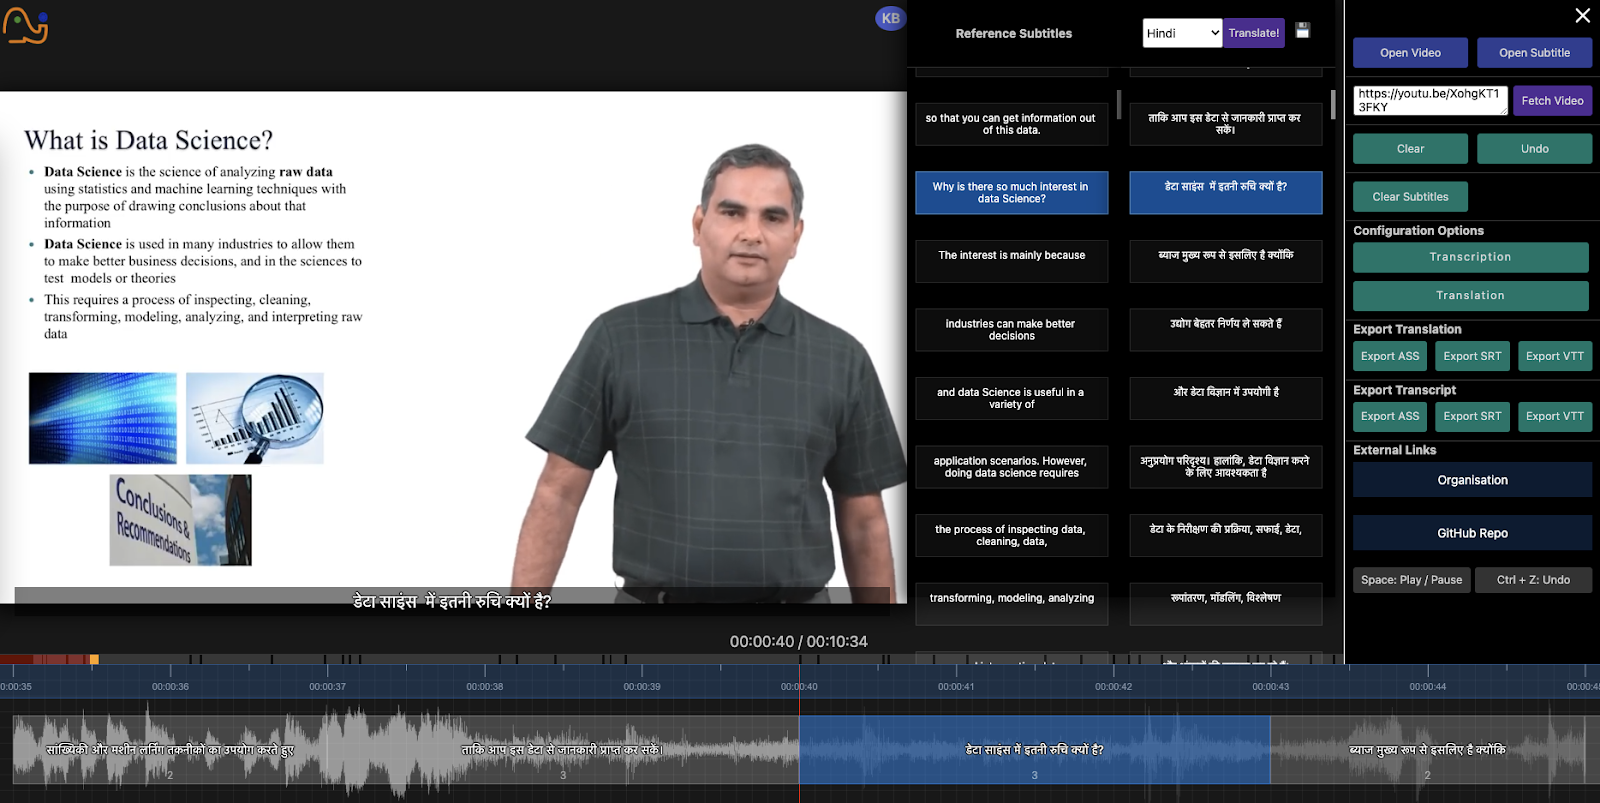 KB
Reference Subtitles
Hindi
Translate!
Open Video
Open Subtitle
https://youtu.be/XohgKT1
3FKY
Fetch Video
Clear
Undo
Clear Subtitles
Configuration Options
Transcription
Translation
Export Translation
Export ASS
Export SRT
Export VTT
Export Transcript
Export ASS
Export SRT
Export VTT
External Links
Organisation
GitHub Repo
Space: Play / Pause
Ctrl + Z: Undo
What is Data Science?
• Data Science is the science of analyzing raw data
using statistics and machine learning techniques with
the purpose of drawing conclusions about that
information
• Data Science is used in many industries to allow them
to make better business decisions, and in the sciences to
test models or theories
• This requires a process of inspecting, cleaning,
transforming, modeling, analyzing, and interpreting raw
data
Conclusions &
Recommendations
डेटा साइंस में इतनी रुचि क्यों है?
so that you can get information out
of this data.
ताकि आप इस डेटा से जानकारी प्राप्त कर
सकें।
Why is there so much interest in
data Science?
डेटा साइंस में इतनी रुचि क्यों है?
The interest is mainly because
ब्याज मुख्य रूप से इसलिए है क्योंकि
industries can make better
decisions
उद्योग बेहतर निर्णय ले सकते हैं
and data Science is useful in a
variety of
और डेटा विज्ञान में उपयोगी है
application scenarios. However,
doing data science requires
अनुप्रयोग परिदृश्य। हालांकि, डेटा विज्ञान करने
के लिए आवश्यकता है
the process of inspecting data,
cleaning, data,
डेटा के निरीक्षण की प्रक्रिया, सफाई, डेटा,
transforming, modeling, analyzing
रूपांतरण, मॉडलिंग, विश्लेषण
00:00:40 / 00:10:34
0:00:35
00:00:36
00:00:37
00:00:38
00:00:39
00:00:40
00:00:41
00:00:42
00:00:43
00:00:44
00:00:45
सांख्यिकी और मशीन लर्निंग तकनीकों का उपयोग करते हुए
2
ताकि आप इस डेटा से जानकारी प्राप्त कर सकें।
3
डेटा साइंस में इतनी रुचि क्यों है?
3
ब्याज मुख्य रूप से इसलिए है क्योंकि
2